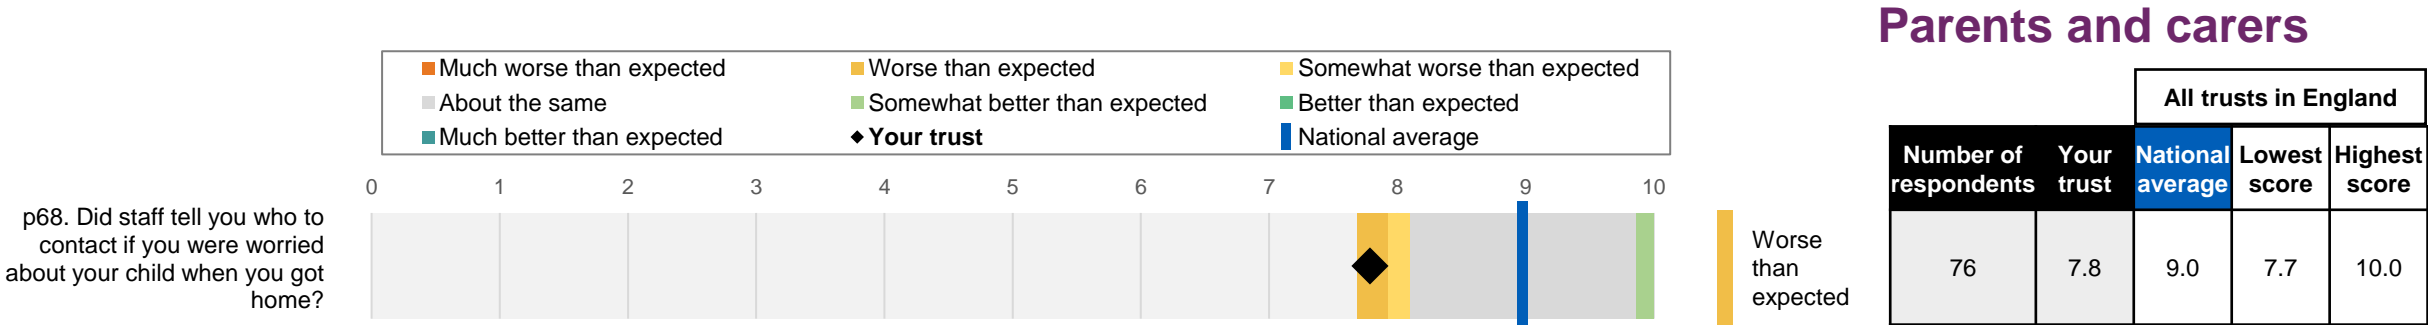 Parents and carers
Much worse than expected
Worse than expected
Somewhat worse than expected
About the same
Somewhat better than expected
Better than expected
Much better than expected
Your trust
National average
All trusts in England
Number of respondents
Your trust
National average
Lowest score
Highest score
0 1 2 3 4 5 6 7 8 9 10
p68. Did staff tell you who to
contact if you were worried
about your child when you got
home?
Worse
than
expected
76 7.8 9.0 7.7 10.0